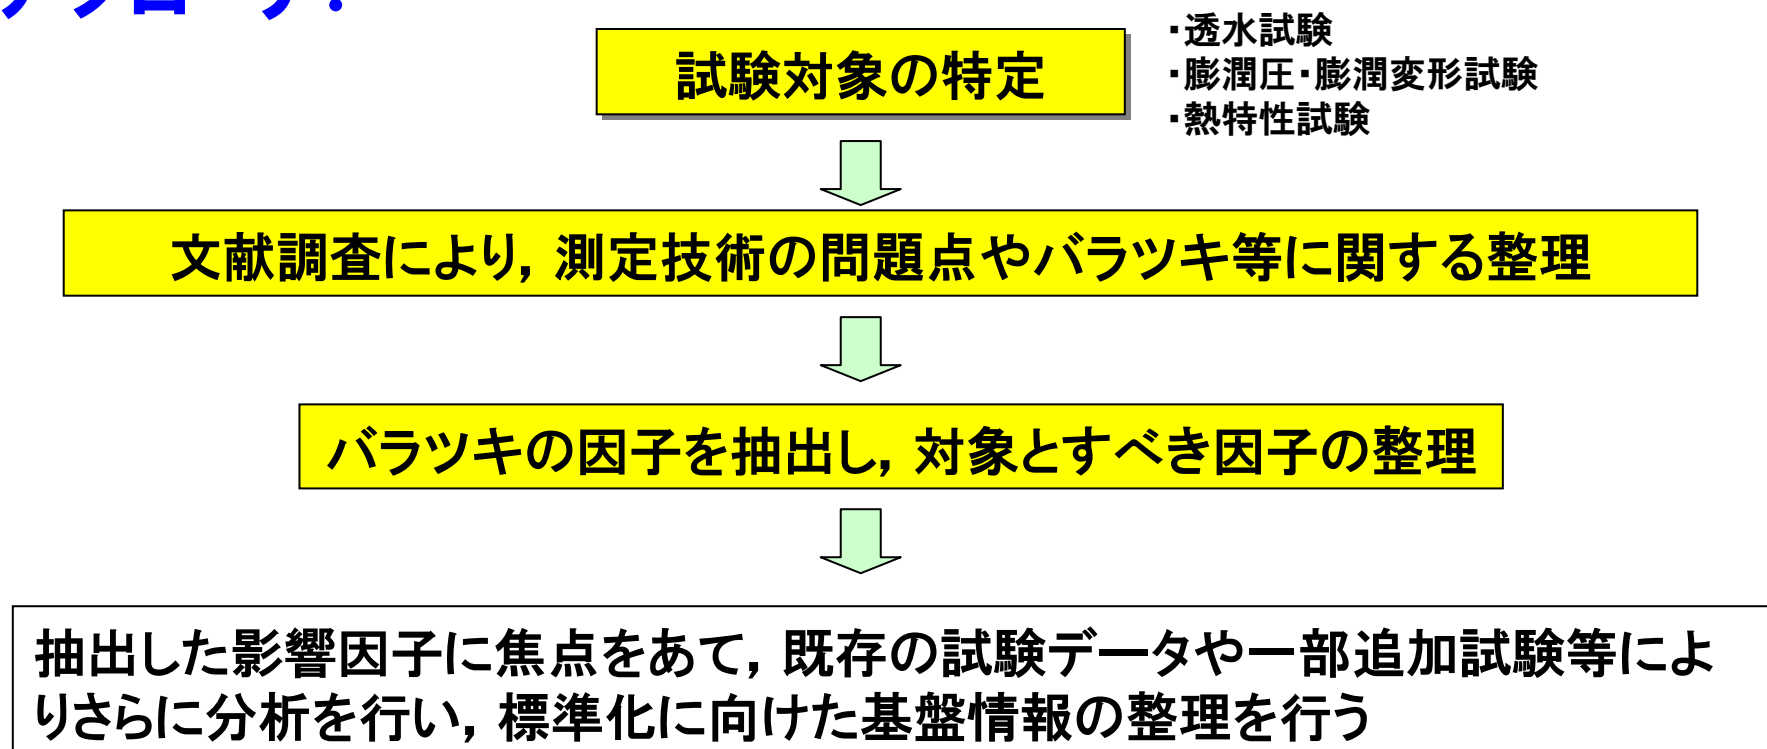 アプローチ：
試験対象の特定
・透水試験
・膨潤圧・膨潤変形試験
・熱特性試験
文献調査により，測定技術の問題点やバラツキ等に関する整理
バラツキの因子を抽出し，対象とすべき因子の整理
抽出した影響因子に焦点をあて，既存の試験データや一部追加試験等によ
りさらに分析を行い，標準化に向けた基盤情報の整理を行う